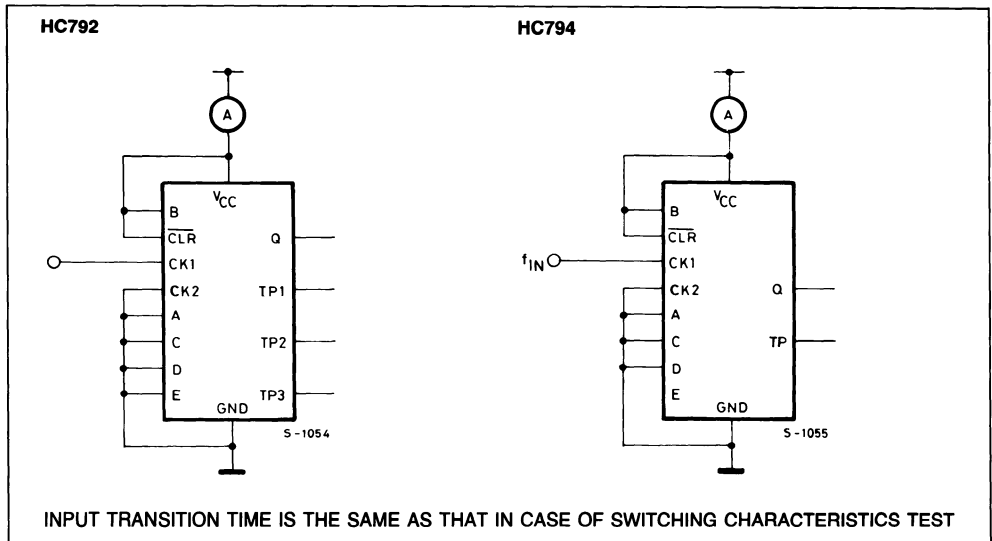 HC792
HC794
A
VCC
B
CLR
CK1
CK2
A
C
D
E
Q
TP1
TP2
TP3
GND
S-1054
A
VCC
B
CLR
fIN
CK1
CK2
A
C
D
E
Q
TP
GND
S-1055
INPUT TRANSITION TIME IS THE SAME AS THAT IN CASE OF SWITCHING CHARACTERISTICS TEST